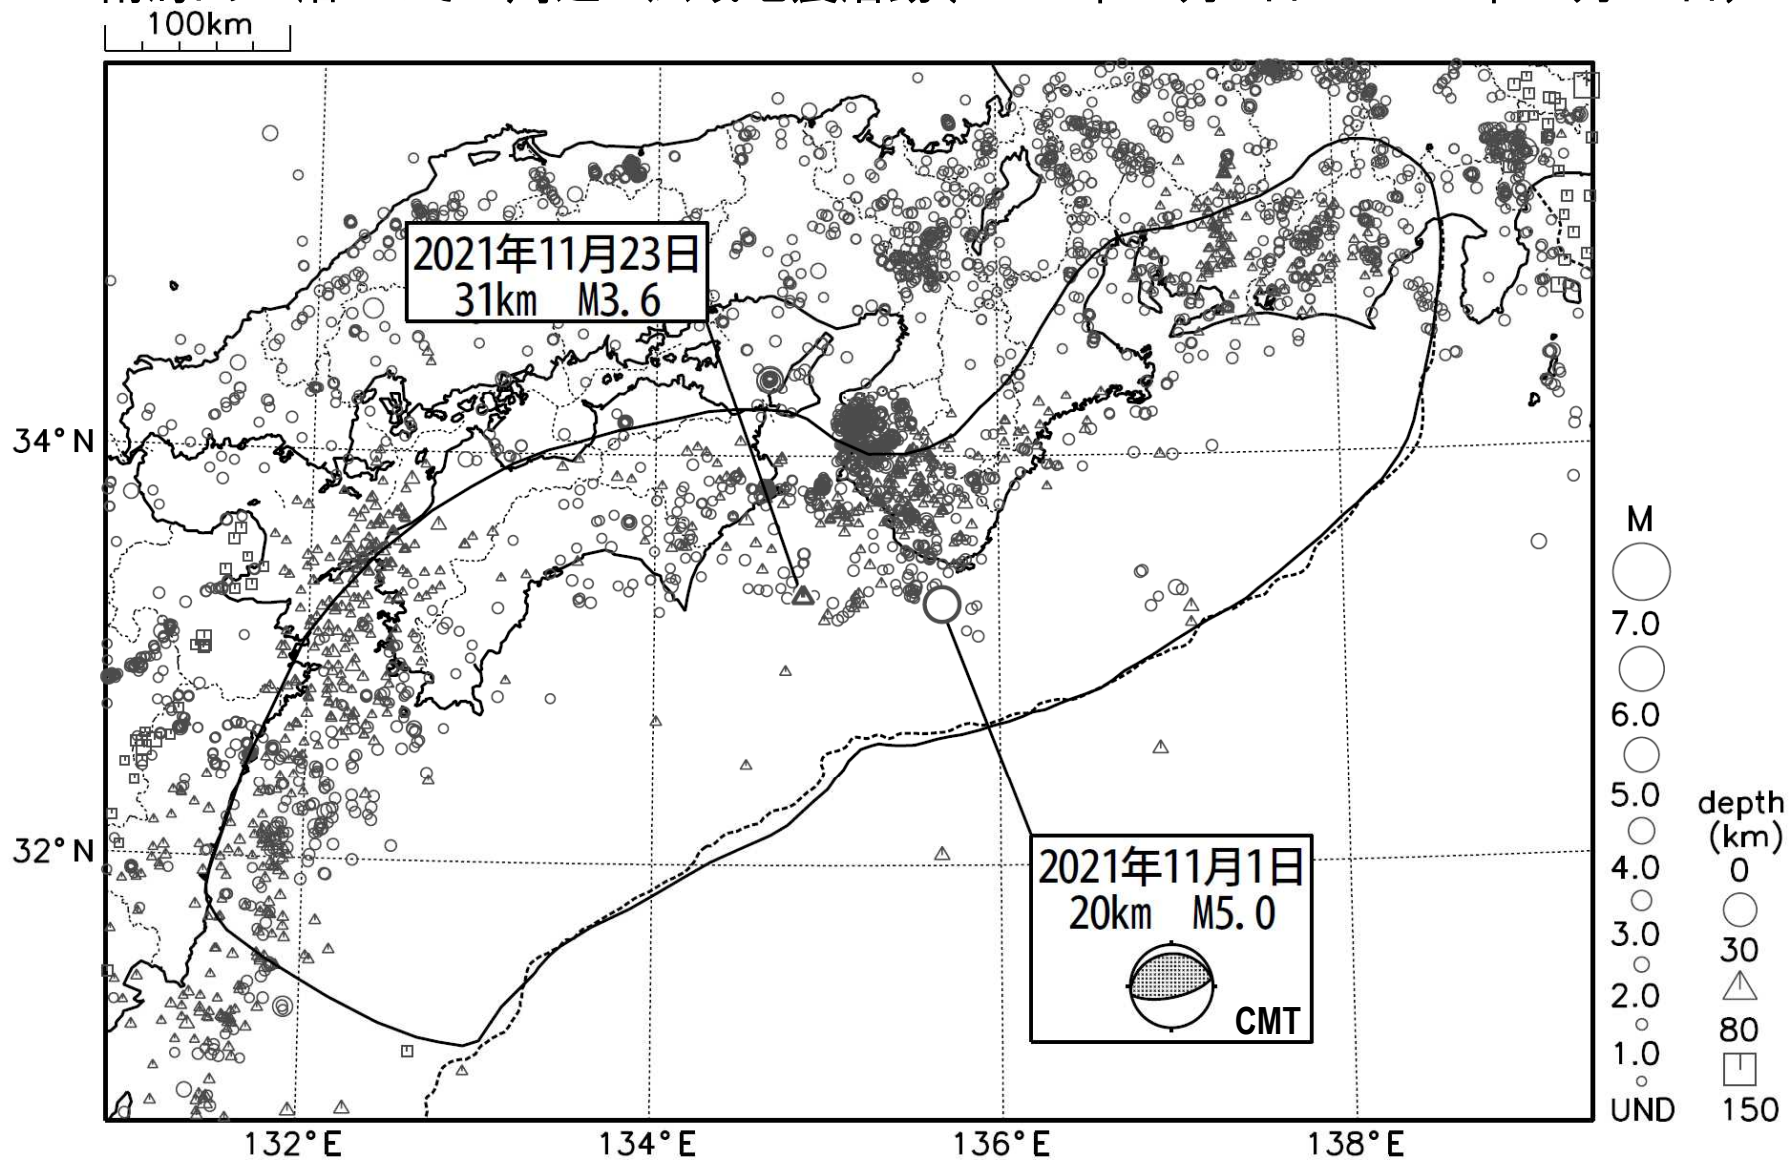 100km
2021年11月23日
31km M3.6
34°N
32°N
2021年11月1日
20km M5.0
CMT
132°E
134°E
136°E
138°E
M
7.0
6.0
5.0
4.0
3.0
2.0
1.0
UND
depth
(km)
0
30
80
150